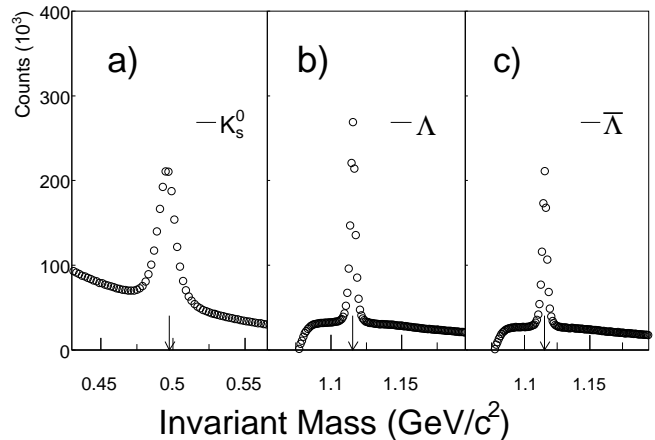 Counts (10³)
400
300
200
100
0
a)
b)
c)
K⁰ₛ
Λ
Λ̅
0.45 0.5 0.55
1.1 1.15
1.1 1.15
Invariant Mass (GeV/c²)